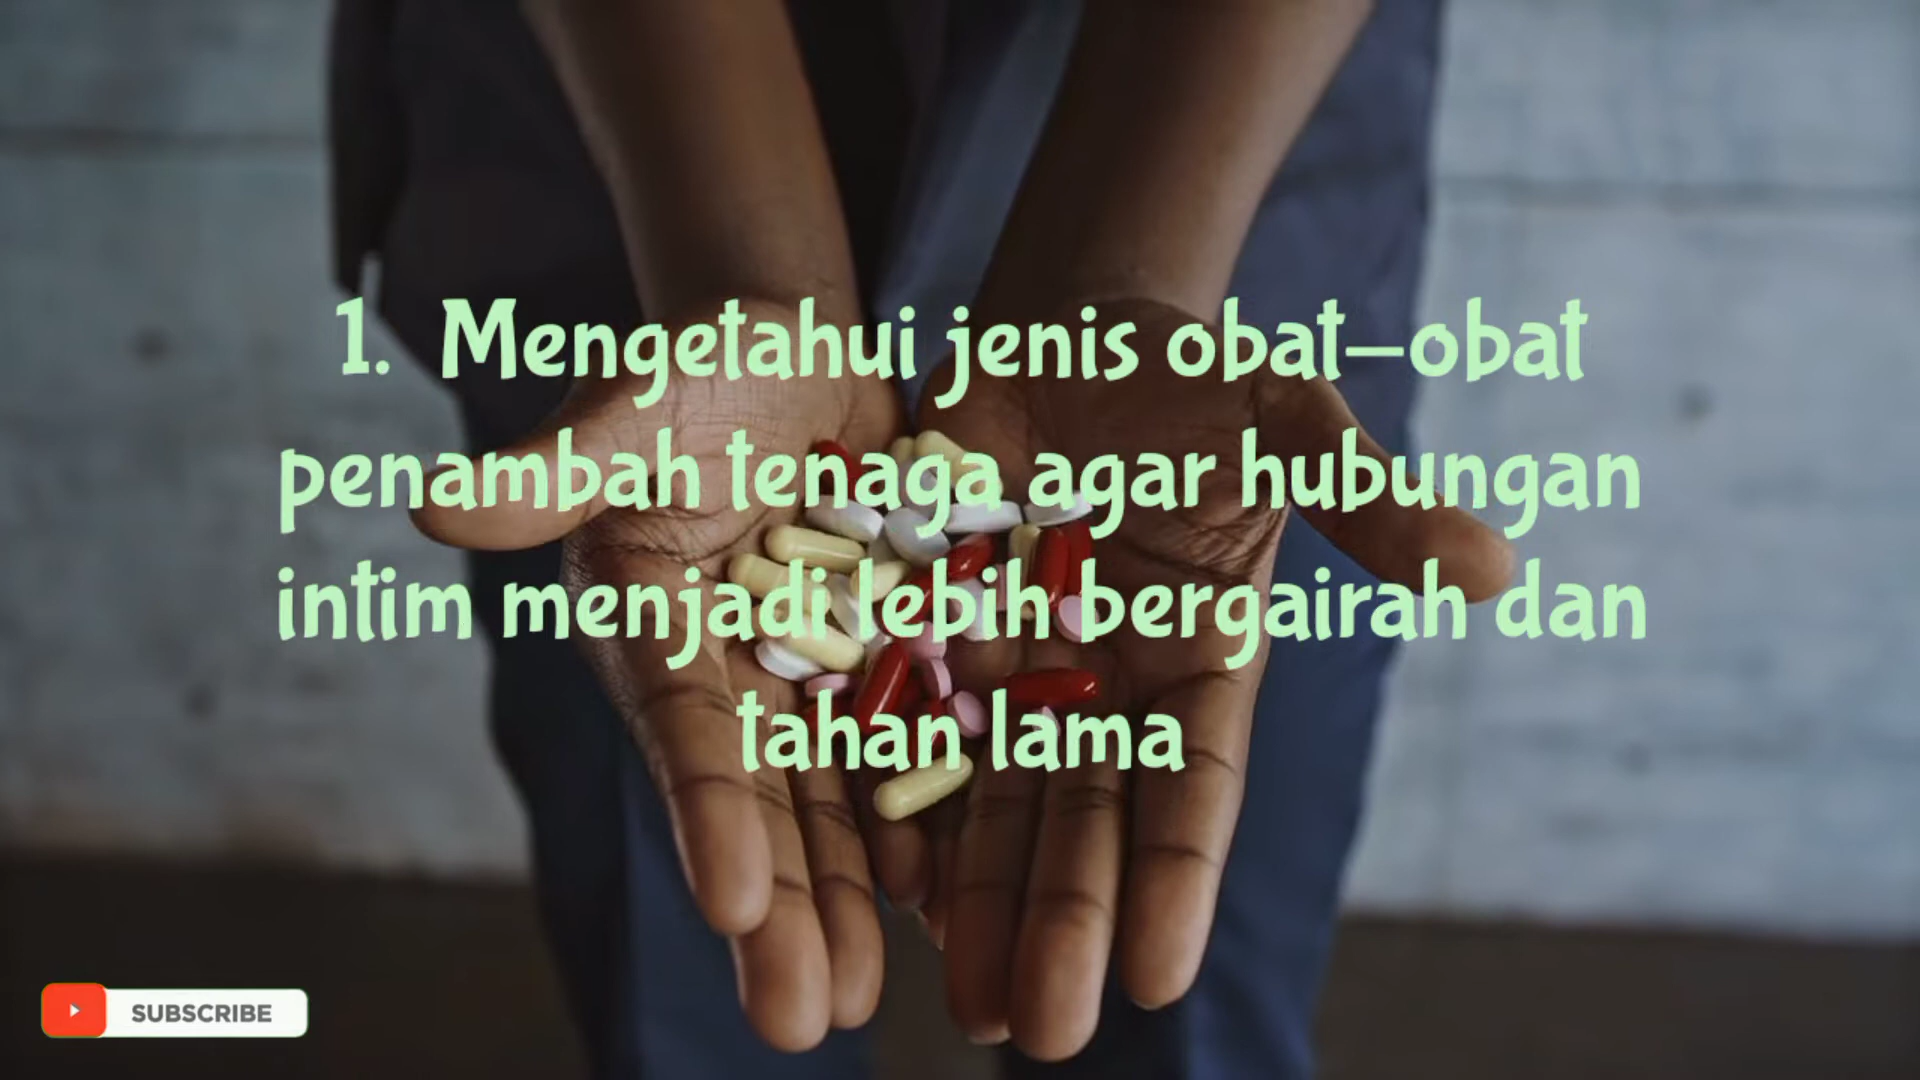 1. Mengetahui jenis obat-obat
penambah tenaga agar hubungan
intim menjadi lebih bergairah dan
tahan lama
SUBSCRIBE